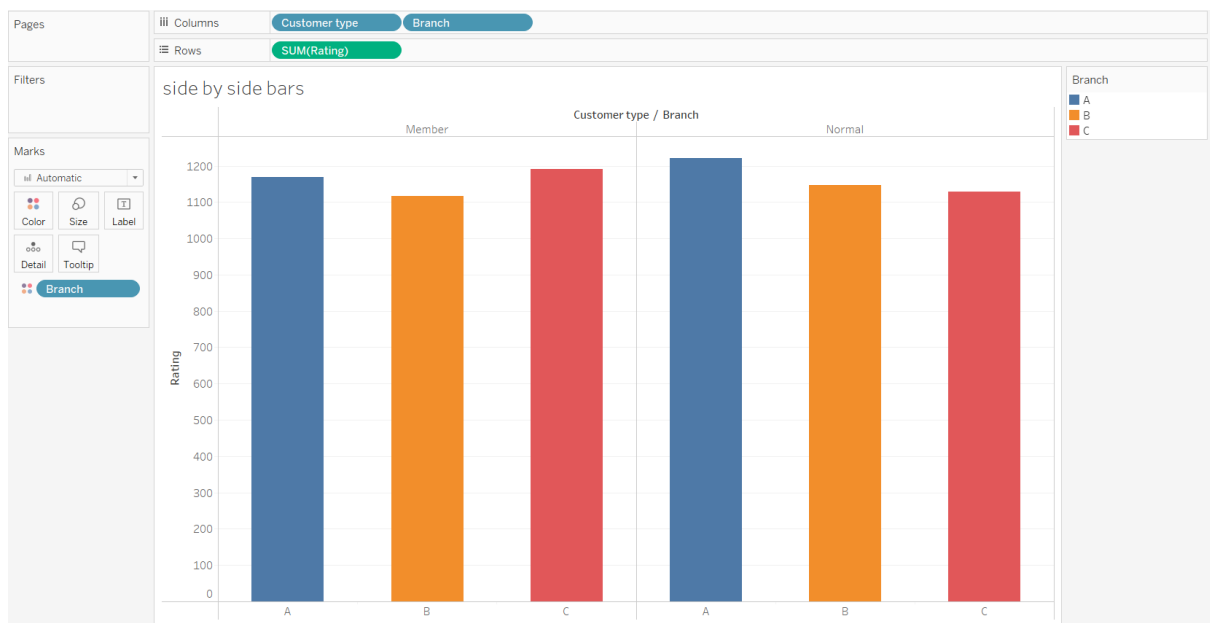 Pages
Columns
Customer type
Branch
Rows
SUM(Rating)
Filters
Marks
Automatic
Color
Size
T
Label
Detail
Tooltip
Branch
side by side bars
Customer type / Branch
Member
Normal
Rating
1200
1100
1000
900
800
700
600
500
400
300
200
100
0
A
B
C
A
B
C
Branch
A
B
C